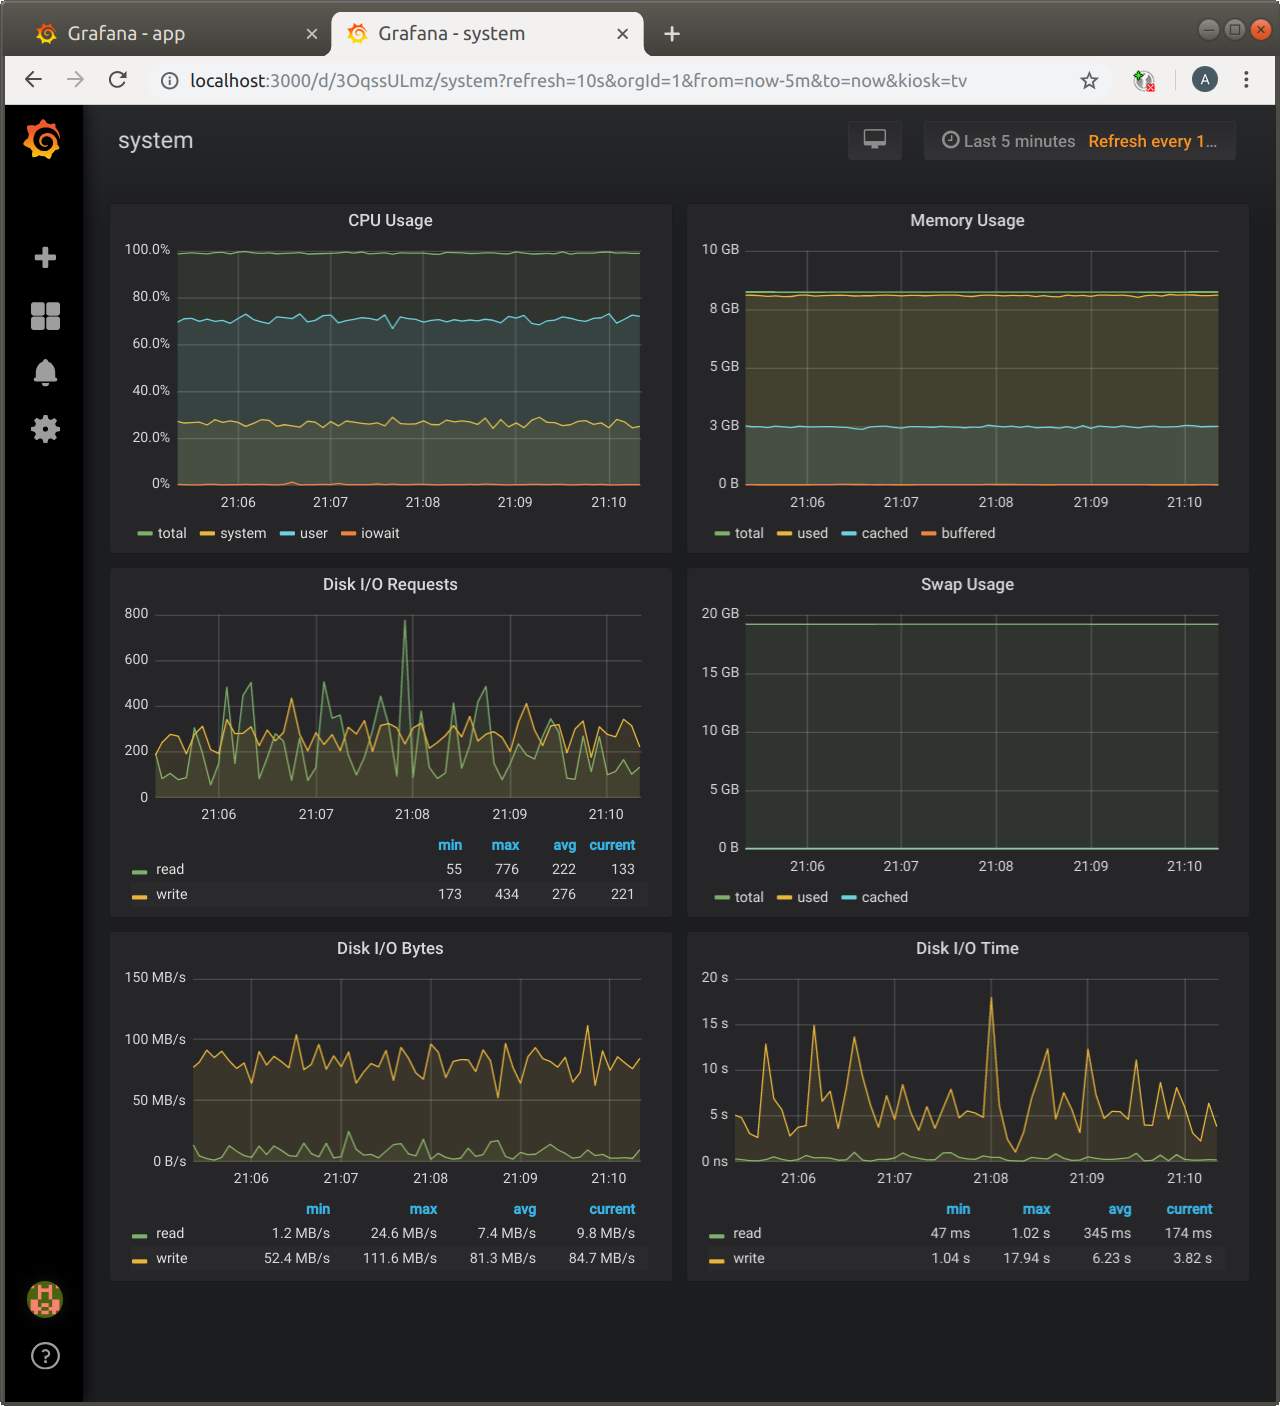 Grafana - app
Grafana - system
localhost:3000/d/3OqssULmz/system?refresh=10s&orgId=1&from=now-5m&to=now&kiosk=tv
A
system
Last 5 minutes Refresh every 1...
CPU Usage
100.0%
80.0%
60.0%
40.0%
20.0%
0%
21:06 21:07 21:08 21:09 21:10
total system user iowait
Memory Usage
10 GB
8 GB
5 GB
3 GB
0 B
21:06 21:07 21:08 21:09 21:10
total used cached buffered
Disk I/O Requests
800
600
400
200
0
21:06 21:07 21:08 21:09 21:10
min max avg current
read 55 776 222 133
write 173 434 276 221
Swap Usage
20 GB
15 GB
10 GB
5 GB
0 B
21:06 21:07 21:08 21:09 21:10
total used cached
Disk I/O Bytes
150 MB/s
100 MB/s
50 MB/s
0 B/s
21:06 21:07 21:08 21:09 21:10
min max avg current
read 1.2 MB/s 24.6 MB/s 7.4 MB/s 9.8 MB/s
write 52.4 MB/s 111.6 MB/s 81.3 MB/s 84.7 MB/s
Disk I/O Time
20 s
15 s
10 s
5 s
0 ns
21:06 21:07 21:08 21:09 21:10
min max avg current
read 47 ms 1.02 s 345 ms 174 ms
write 1.04 s 17.94 s 6.23 s 3.82 s